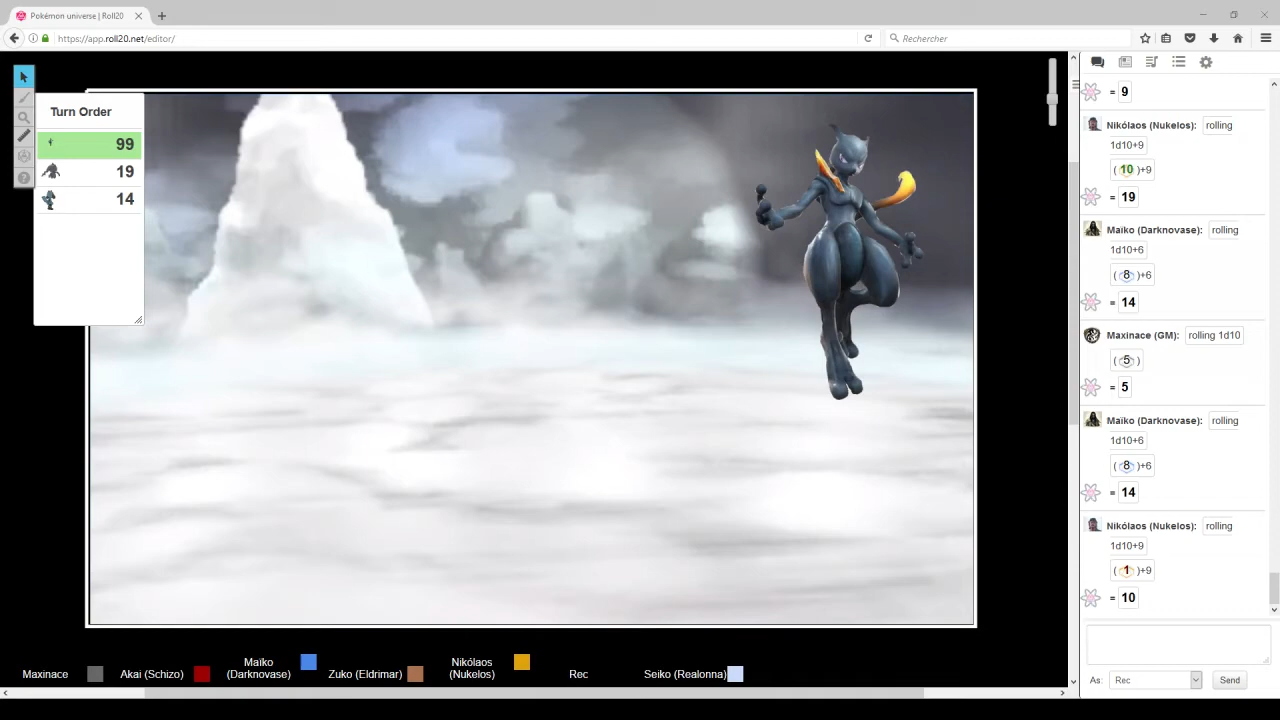 Pokémon universe | Roll20
https://app.roll20.net/editor/
Rechercher
Turn Order
99
19
14
= 9
Nikólaos (Nukelos): rolling
1d10+9
(10)+9
= 19
Maïko (Darknovase): rolling
1d10+6
(8)+6
= 14
Maxinace (GM): rolling 1d10
(5)
= 5
Maïko (Darknovase): rolling
1d10+6
(8)+6
= 14
Nikólaos (Nukelos): rolling
1d10+9
(1)+9
= 10
As: Rec Send
Maxinace
Akai (Schizo)
Maïko
(Darknovase)
Zuko (Eldrimar)
Nikólaos
(Nukelos)
Rec
Seiko (Realonna)